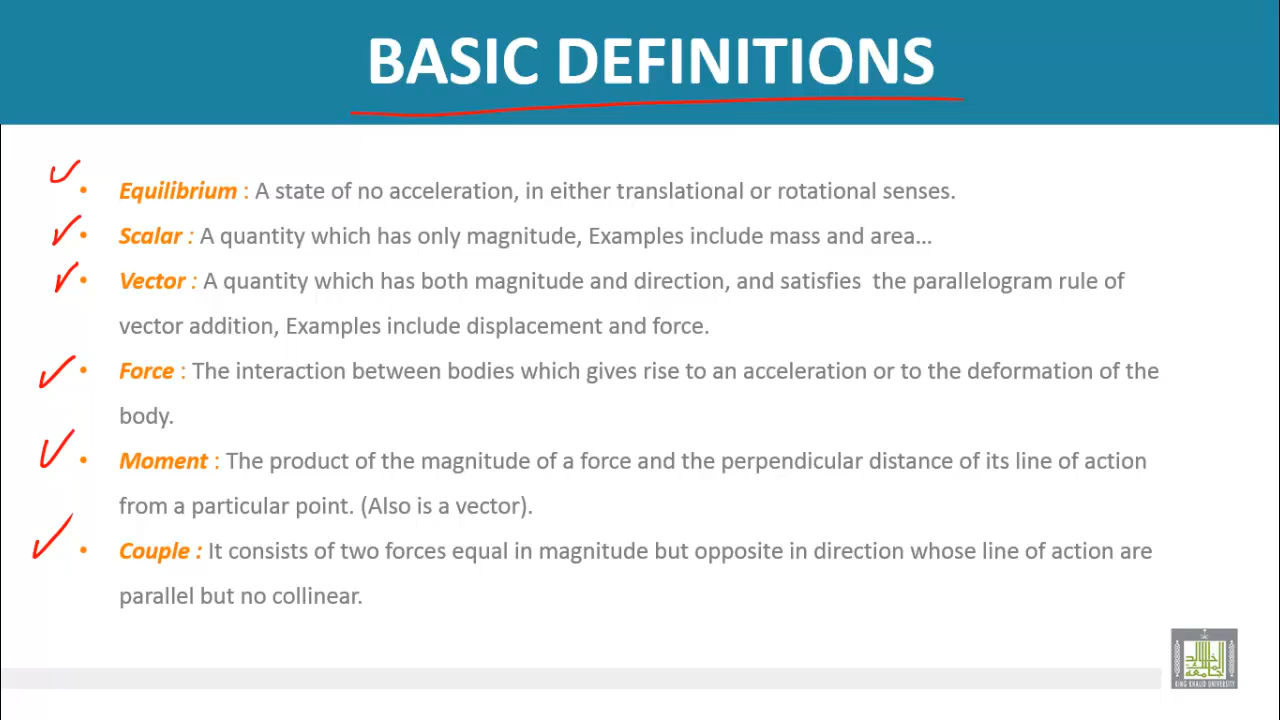 BASIC DEFINITIONS
• Equilibrium : A state of no acceleration, in either translational or rotational senses.
• Scalar : A quantity which has only magnitude, Examples include mass and area...
• Vector : A quantity which has both magnitude and direction, and satisfies the parallelogram rule of
vector addition, Examples include displacement and force.
• Force : The interaction between bodies which gives rise to an acceleration or to the deformation of the
body.
• Moment : The product of the magnitude of a force and the perpendicular distance of its line of action
from a particular point. (Also is a vector).
• Couple : It consists of two forces equal in magnitude but opposite in direction whose line of action are
parallel but no collinear.
KING KHALID UNIVERSITY